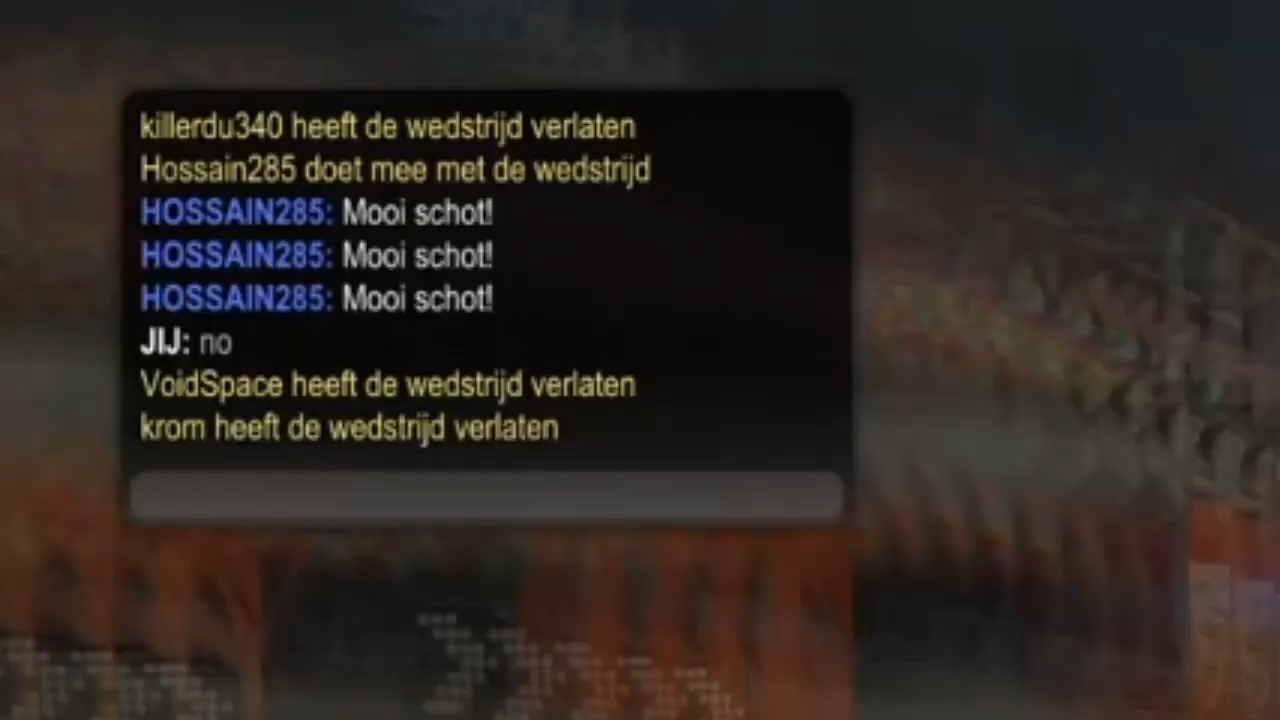 killerdu340 heeft de wedstrijd verlaten
Hossain285 doet mee met de wedstrijd
HOSSAIN285: Mooi schot!
HOSSAIN285: Mooi schot!
HOSSAIN285: Mooi schot!
JIJ: no
VoidSpace heeft de wedstrijd verlaten
krom heeft de wedstrijd verlaten